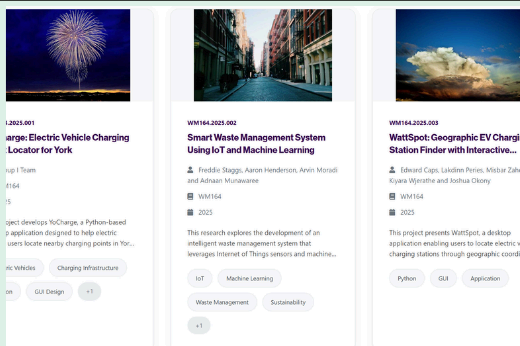 .2025.001
arge: Electric Vehicle Charging
Locator for York
up I Team
M164
25
oject develops YoCharge, a Python-based
p application designed to help electric
users locate nearby charging points in Yor...
ric Vehicles
Charging Infrastructure
on
GUI Design
+1
WM164.2025.002
Smart Waste Management System
Using IoT and Machine Learning
Freddie Staggs, Aaron Henderson, Arvin Moradi
and Adnaan Munawaree
WM164
2025
This research explores the development of an
intelligent waste management system that
leverages Internet of Things sensors and machine...
IoT
Machine Learning
Waste Management
Sustainability
+1
WM164.2025.003
WattSpot: Geographic EV Chargi
Station Finder with Interactive...
Edward Caps, Lakdinn Peries, Misbar Zahe
Kiyara Wijerathe and Joshua Okony
WM164
2025
This project presents WattSpot, a desktop
application enabling users to locate electric v
charging stations through geographic coordi
Python
GUI
Application